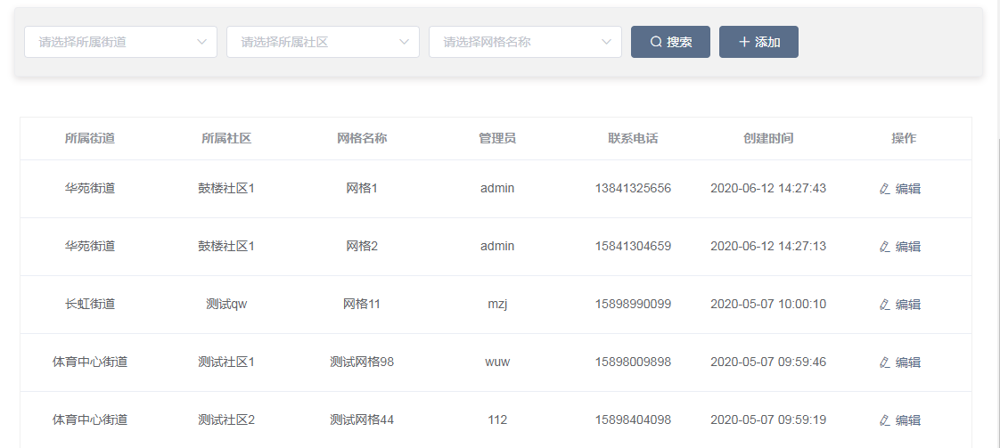 请选择所属街道 请选择所属社区 请选择网格名称 搜索 添加
所属街道 所属社区 网格名称 管理员 联系电话 创建时间 操作
华苑街道 鼓楼社区1 网格1 admin 13841325656 2020-06-12 14:27:43 编辑
华苑街道 鼓楼社区1 网格2 admin 15841304659 2020-06-12 14:27:13 编辑
长虹街道 测试qw 网格11 mzj 15898990099 2020-05-07 10:00:10 编辑
体育中心街道 测试社区1 测试网格98 wuw 15898009898 2020-05-07 09:59:46 编辑
体育中心街道 测试社区2 测试网格44 112 15898404098 2020-05-07 09:59:19 编辑